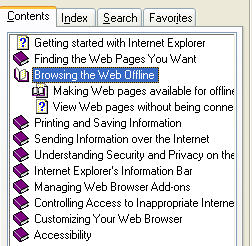 Contents Index Search Favorites
Getting started with Internet Explorer
Finding the Web Pages You Want
Browsing the Web Offline
Making Web pages available for offline
View Web pages without being conne
Printing and Saving Information
Sending Information over the Internet
Understanding Security and Privacy on the
Internet Explorer's Information Bar
Managing Web Browser Add-ons
Controlling Access to Inappropriate Interne
Customizing Your Web Browser
Accessibility